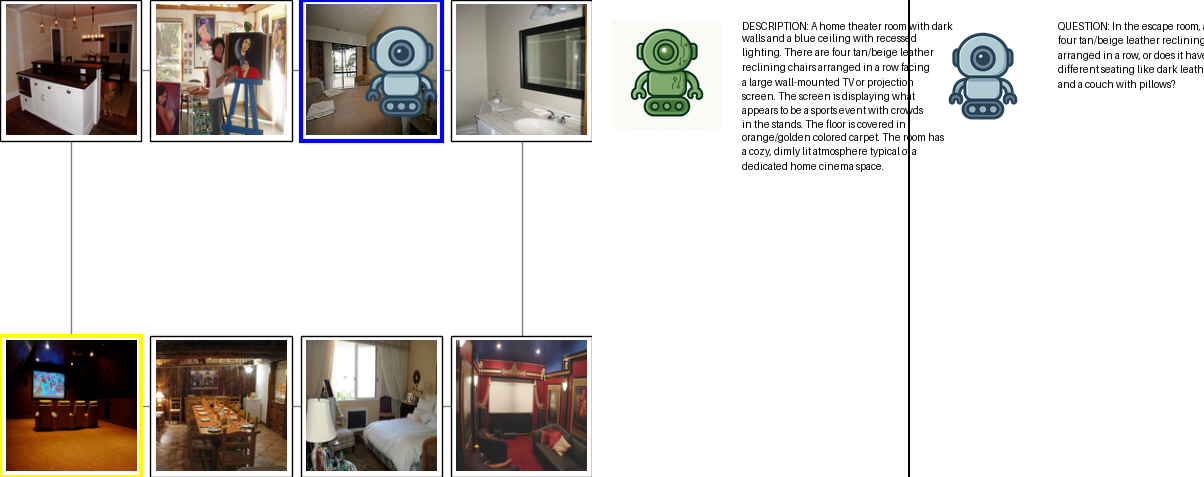 DESCRIPTION: A home theater room with dark
walls and a blue ceiling with recessed
lighting. There are four tan/beige leather
reclining chairs arranged in a row facing
a large wall-mounted TV or projection
screen. The screen is displaying what
appears to be a sports event with crowds
in the stands. The floor is covered in
orange/golden colored carpet. The room has
a cozy, dimly lit atmosphere typical of a
dedicated home cinema space.
QUESTION: In the escape room,
four tan/beige leather reclining
arranged in a row, or does it have
different seating like dark leath
and a couch with pillows?